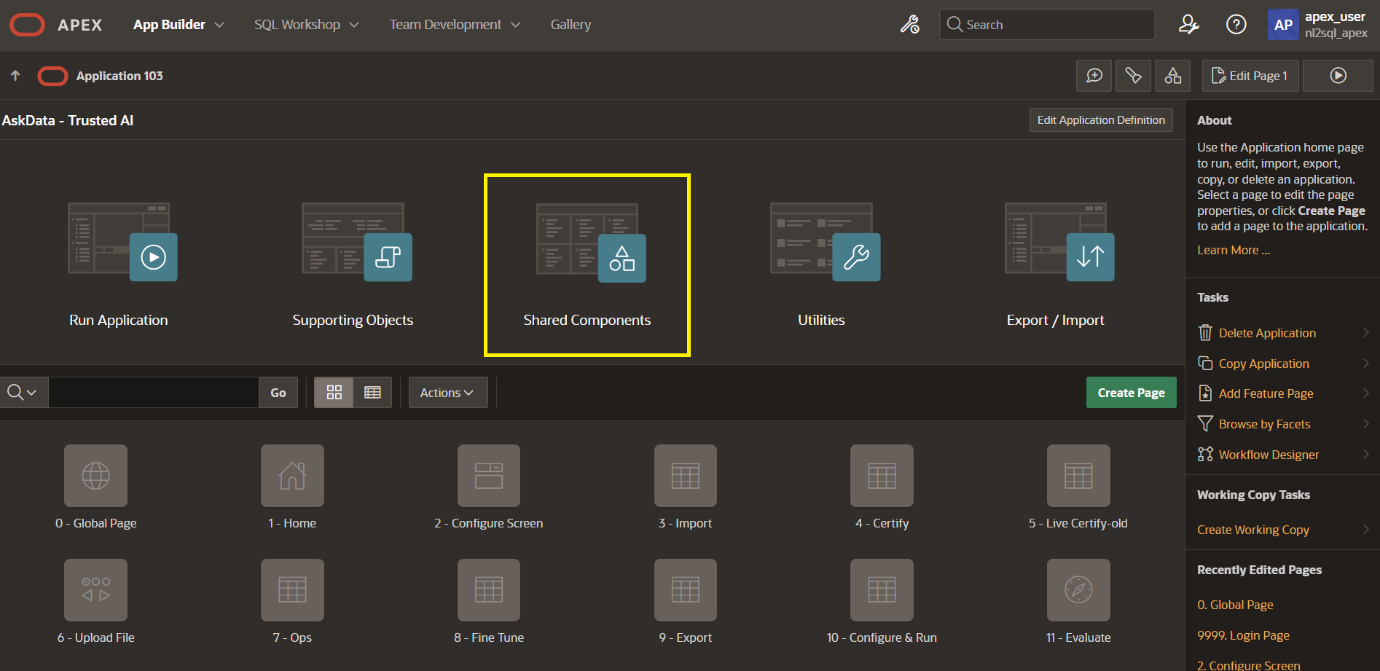 APEX App Builder SQL Workshop Team Development Gallery Search AP apex_user
nl2sql_apex
Application 103 Edit Page 1
AskData - Trusted AI Edit Application Definition
Run Application Supporting Objects Shared Components Utilities Export / Import
Go Actions Create Page
0 - Global Page 1 - Home 2 - Configure Screen 3 - Import 4 - Certify 5 - Live Certify-old
6 - Upload File 7 - Ops 8 - Fine Tune 9 - Export 10 - Configure & Run 11 - Evaluate
About
Use the Application home page
to run, edit, import, export,
copy, or delete an application.
Select a page to edit the page
properties, or click Create Page
to add a page to the application.
Learn More ...
Tasks
Delete Application
Copy Application
Add Feature Page
Browse by Facets
Workflow Designer
Working Copy Tasks
Create Working Copy
Recently Edited Pages
0. Global Page
9999. Login Page
2. Configure Screen